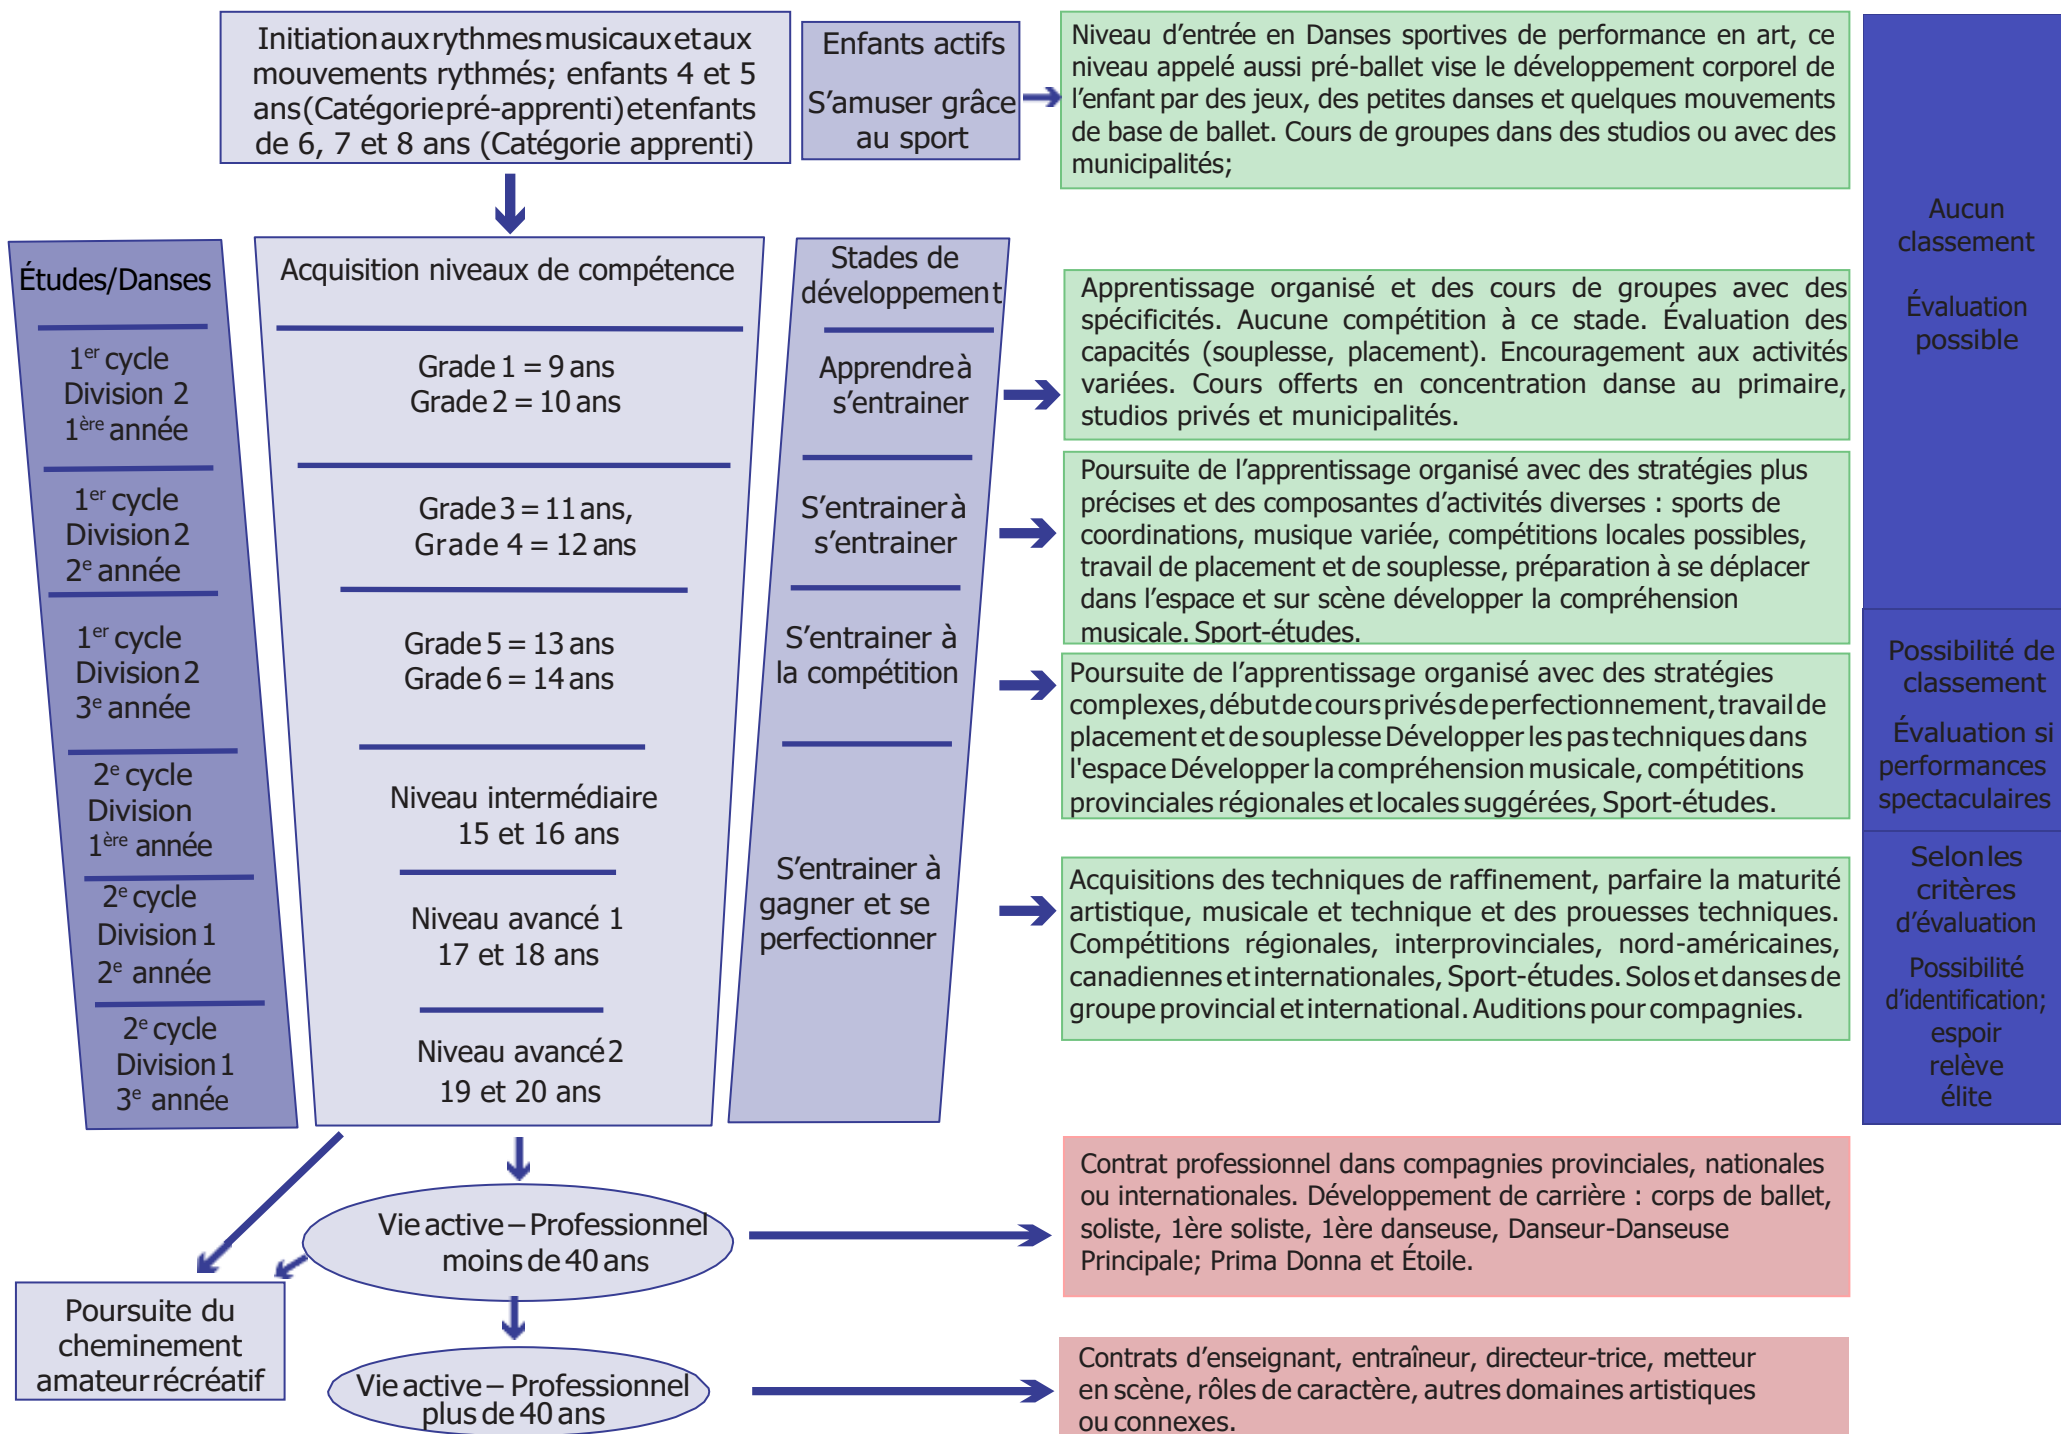 Initiation aux rythmes musicaux et aux
mouvements rythmés; enfants 4 et 5
ans (Catégorie pré-apprenti) et enfants
de 6, 7 et 8 ans (Catégorie apprenti)
Enfants actifs
S’amuser grâce
au sport
Niveau d’entrée en Danses sportives de performance en art, ce
niveau appelé aussi pré-ballet vise le développement corporel de
l’enfant par des jeux, des petites danses et quelques mouvements
de base de ballet. Cours de groupes dans des studios ou avec des
municipalités;
Aucun
classement
Évaluation
possible
Études/Danses
1er cycle
Division 2
1ère année
1er cycle
Division 2
2e année
1er cycle
Division 2
3e année
2e cycle
Division
1ère année
2e cycle
Division 1
2e année
2e cycle
Division 1
3e année
Acquisition niveaux de compétence
Grade 1 = 9 ans
Grade 2 = 10 ans
Grade 3 = 11 ans,
Grade 4 = 12 ans
Grade 5 = 13 ans
Grade 6 = 14 ans
Niveau intermédiaire
15 et 16 ans
Niveau avancé 1
17 et 18 ans
Niveau avancé 2
19 et 20 ans
Stades de
développement
Apprendre à
s’entrainer
S’entrainer à
s’entrainer
S’entrainer à
la compétition
S’entrainer à
gagner et se
perfectionner
Apprentissage organisé et des cours de groupes avec des
spécificités. Aucune compétition à ce stade. Évaluation des
capacités (souplesse, placement). Encouragement aux activités
variées. Cours offerts en concentration danse au primaire,
studios privés et municipalités.
Poursuite de l’apprentissage organisé avec des stratégies plus
précises et des composantes d’activités diverses : sports de
coordinations, musique variée, compétitions locales possibles,
travail de placement et de souplesse, préparation à se déplacer
dans l’espace et sur scène développer la compréhension
musicale. Sport-études.
Poursuite de l’apprentissage organisé avec des stratégies
complexes, début de cours privés de perfectionnement, travail de
placement et de souplesse Développer les pas techniques dans
l'espace Développer la compréhension musicale, compétitions
provinciales régionales et locales suggérées, Sport-études.
Acquisitions des techniques de raffinement, parfaire la maturité
artistique, musicale et technique et des prouesses techniques.
Compétitions régionales, interprovinciales, nord-américaines,
canadiennes et internationales, Sport-études. Solos et danses de
groupe provincial et international. Auditions pour compagnies.
Possibilité de
classement
Évaluation si
performances
spectaculaires
Selon les
critères
d’évaluation
Possibilité
d’identification;
espoir
relève
élite
Vie active – Professionnel
moins de 40 ans
Contrat professionnel dans compagnies provinciales, nationales
ou internationales. Développement de carrière : corps de ballet,
soliste, 1ère soliste, 1ère danseuse, Danseur-Danseuse
Principale; Prima Donna et Étoile.
Poursuite du
cheminement
amateur récréatif
Vie active – Professionnel
plus de 40 ans
Contrats d’enseignant, entraîneur, directeur-trice, metteur
en scène, rôles de caractère, autres domaines artistiques
ou connexes.